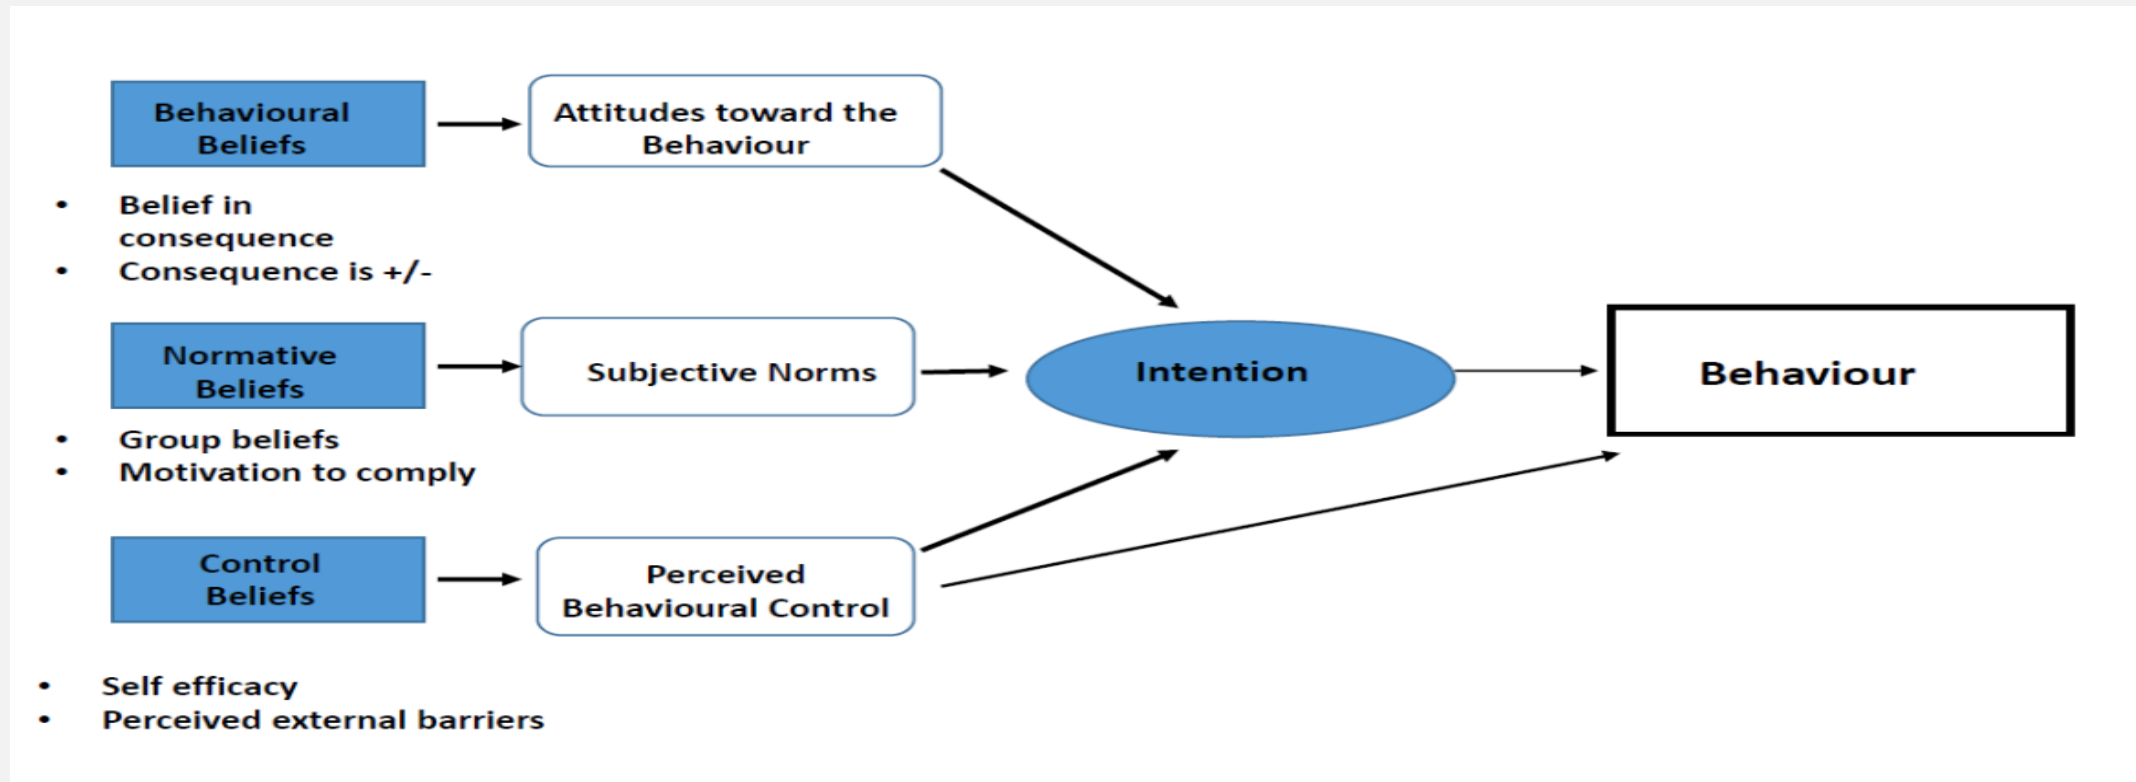 Behavioural
Beliefs
Attitudes toward the
Behaviour
• Belief in
consequence
• Consequence is +/-
Normative
Beliefs
Subjective Norms
Intention
Behaviour
• Group beliefs
• Motivation to comply
Control
Beliefs
Perceived
Behavioural Control
• Self efficacy
• Perceived external barriers